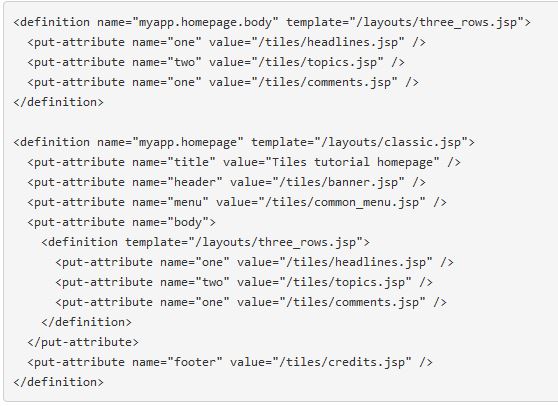 <definition name="myapp.homepage.body" template="/layouts/three_rows.jsp">
  <put-attribute name="one" value="/tiles/headlines.jsp" />
  <put-attribute name="two" value="/tiles/topics.jsp" />
  <put-attribute name="one" value="/tiles/comments.jsp" />
</definition>

<definition name="myapp.homepage" template="/layouts/classic.jsp">
  <put-attribute name="title" value="Tiles tutorial homepage" />
  <put-attribute name="header" value="/tiles/banner.jsp" />
  <put-attribute name="menu" value="/tiles/common_menu.jsp" />
  <put-attribute name="body">
    <definition template="/layouts/three_rows.jsp">
      <put-attribute name="one" value="/tiles/headlines.jsp" />
      <put-attribute name="two" value="/tiles/topics.jsp" />
      <put-attribute name="one" value="/tiles/comments.jsp" />
    </definition>
  </put-attribute>
  <put-attribute name="footer" value="/tiles/credits.jsp" />
</definition>